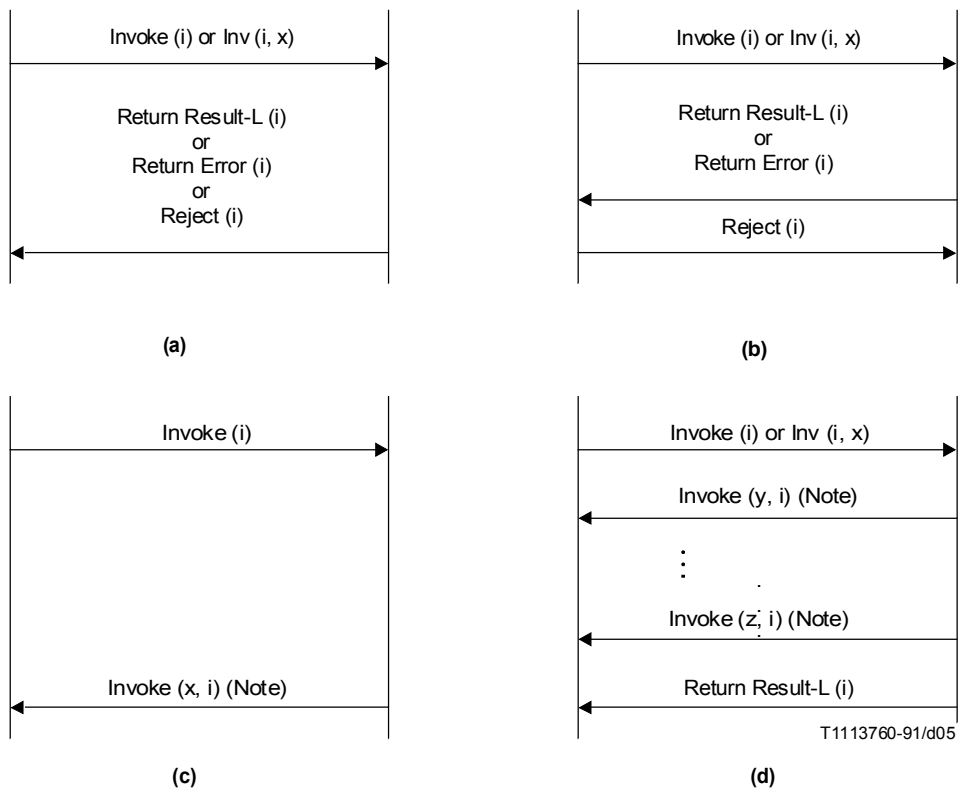 Invoke (i) or Inv (i, x)
Return Result-L (i)
or
Return Error (i)
or
Reject (i)
(a)
Invoke (i) or Inv (i, x)
Return Result-L (i)
or
Return Error (i)
Reject (i)
(b)
Invoke (i)
Invoke (x, i) (Note)
(c)
Invoke (i) or Inv (i, x)
Invoke (y, i) (Note)
Invoke (z, i) (Note)
Return Result-L (i)
T1113760-91/d05
(d)